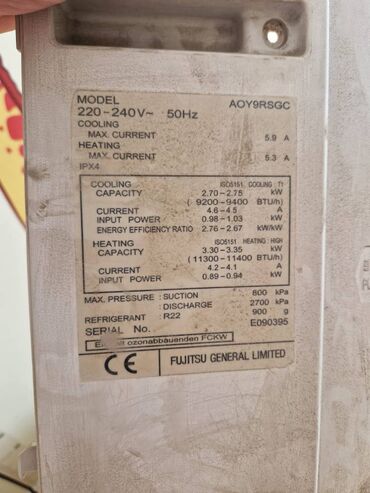 MODEL AOY9RSGC
220-240V~ 50Hz
COOLING
MAX. CURRENT 5.9 A
HEATING
MAX. CURRENT 5.3 A
IPX4
COOLING ISO5151 COOLING T1
CAPACITY 2.70-2.75 kW
( 9200-9400 BTU/h)
CURRENT 4.6-4.5 A
INPUT POWER 0.98-1.03 kW
ENERGY EFFICIENCY RATIO 2.76-2.67 kW/kW
HEATING ISO5151 HEATING HIGH
CAPACITY 3.30-3.35 kW
(11300-11400 BTU/h)
CURRENT 4.2-4.1 A
INPUT POWER 0.89-0.94 kW
MAX. PRESSURE : SUCTION 800 kPa
: DISCHARGE 2700 kPa
REFRIGERANT : R22 900 g
SERIAL No. E090395
ozonabbäuenden FCKW
CE FUJITSU GENERAL LIMITED